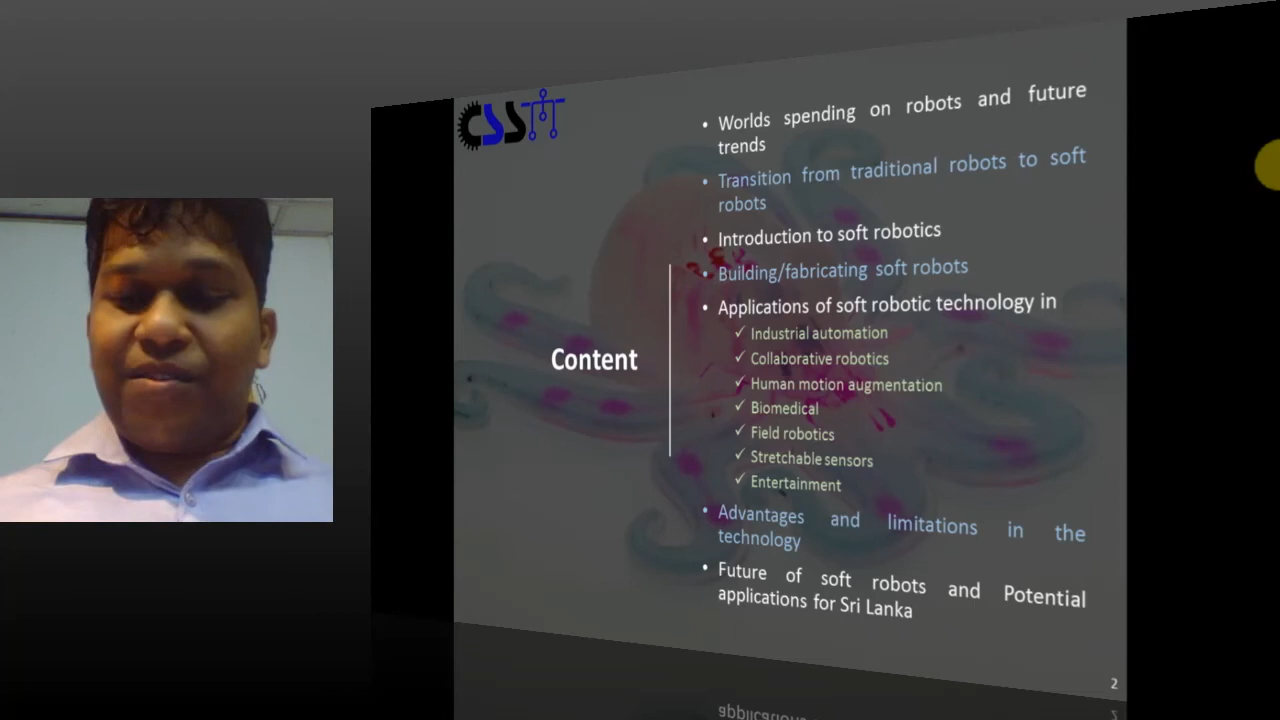 CSSTT
Content
• Worlds spending on robots and future
trends
• Transition from traditional robots to soft
robots
• Introduction to soft robotics
• Building/fabricating soft robots
• Applications of soft robotic technology in
✓ Industrial automation
✓ Collaborative robotics
✓ Human motion augmentation
✓ Biomedical
✓ Field robotics
✓ Stretchable sensors
✓ Entertainment
• Advantages and limitations in the
technology
• Future of soft robots and Potential
applications for Sri Lanka
2